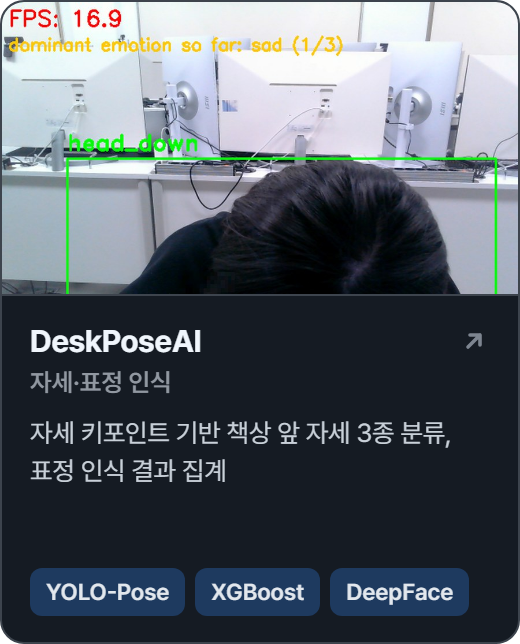 FPS: 16.9
dominant emotion so far: sad (1/3)
head_down
DeskPoseAI
자세·표정 인식
자세 키포인트 기반 책상 앞 자세 3종 분류,
표정 인식 결과 집계
YOLO-Pose XGBoost DeepFace